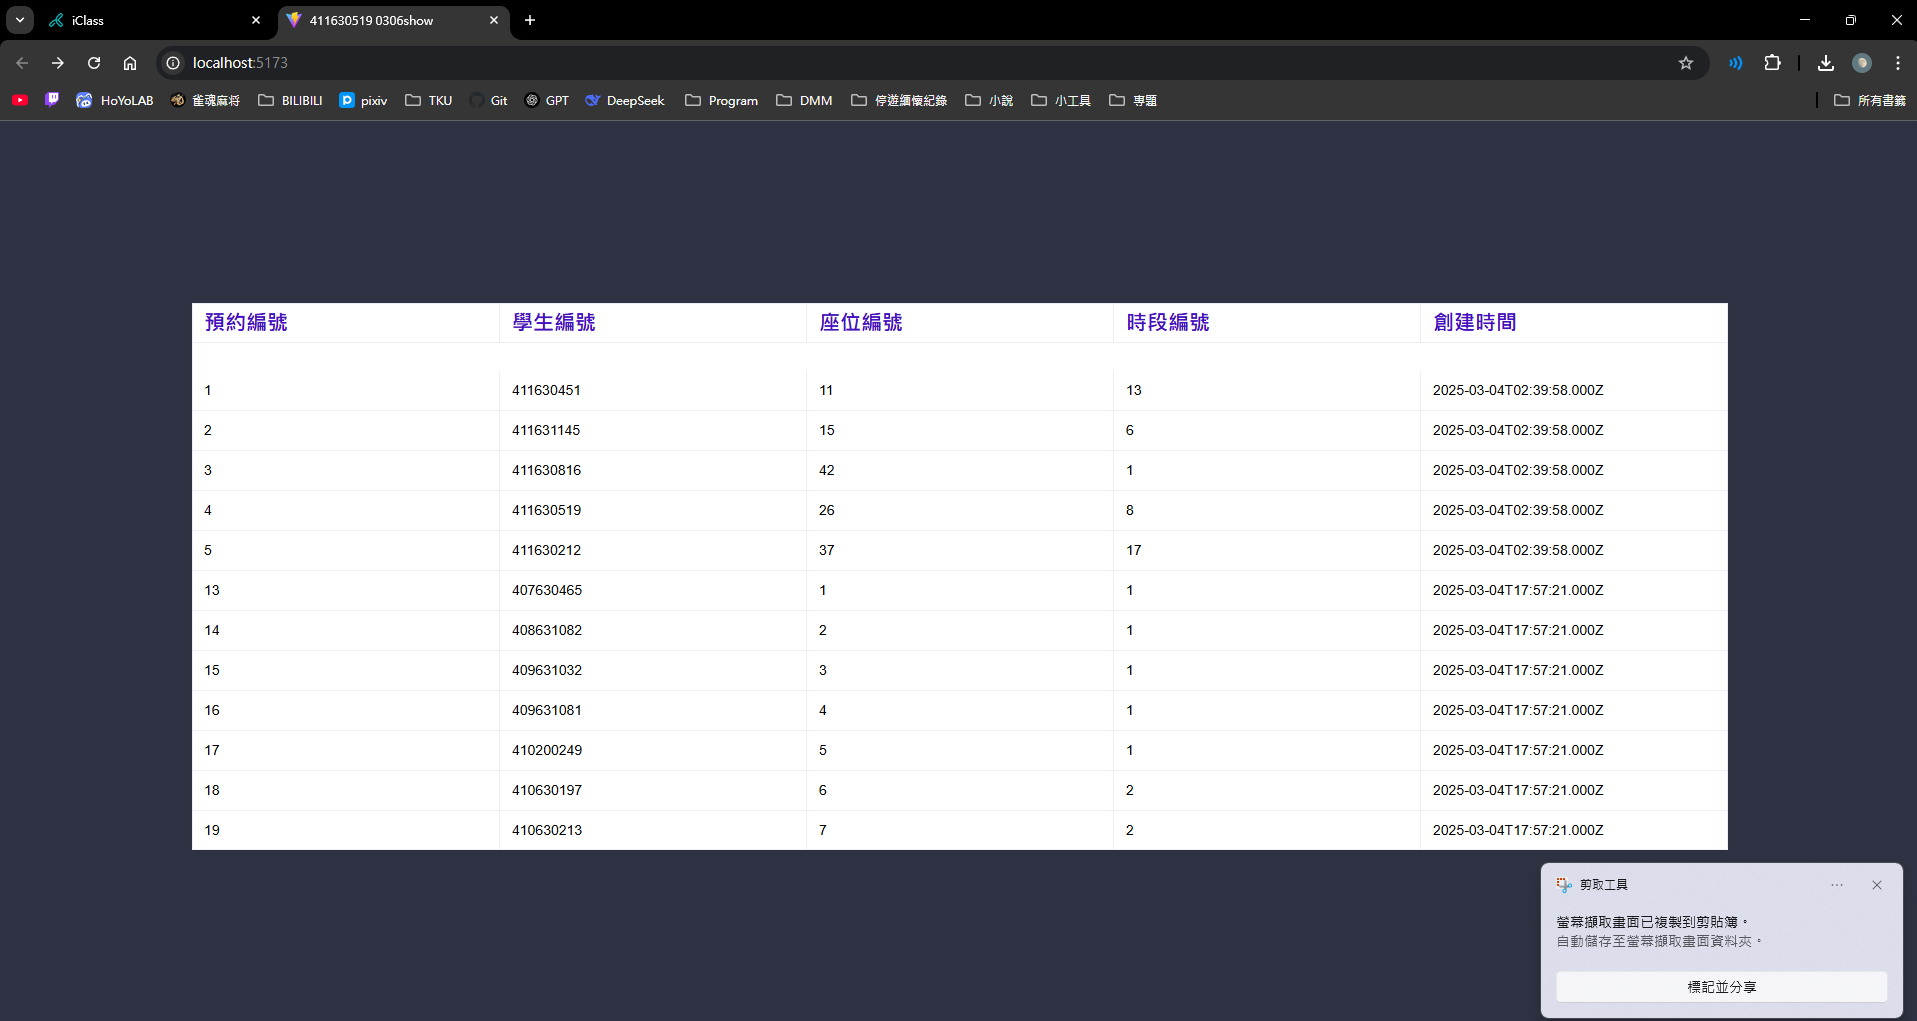 iClass
411630519 0306show
localhost:5173
HoYoLAB 雀魂麻将 BILIBILI pixiv TKU Git GPT DeepSeek Program DMM 停遊緬懷紀錄 小說 小工具 專題 所有書籤
預約編號 學生編號 座位編號 時段編號 創建時間
1 411630451 11 13 2025-03-04T02:39:58.000Z
2 411631145 15 6 2025-03-04T02:39:58.000Z
3 411630816 42 1 2025-03-04T02:39:58.000Z
4 411630519 26 8 2025-03-04T02:39:58.000Z
5 411630212 37 17 2025-03-04T02:39:58.000Z
13 407630465 1 1 2025-03-04T17:57:21.000Z
14 408631082 2 1 2025-03-04T17:57:21.000Z
15 409631032 3 1 2025-03-04T17:57:21.000Z
16 409631081 4 1 2025-03-04T17:57:21.000Z
17 410200249 5 1 2025-03-04T17:57:21.000Z
18 410630197 6 2 2025-03-04T17:57:21.000Z
19 410630213 7 2 2025-03-04T17:57:21.000Z
剪取工具
螢幕擷取畫面已複製到剪貼簿。
自動儲存至螢幕擷取畫面資料夾。
標記並分享